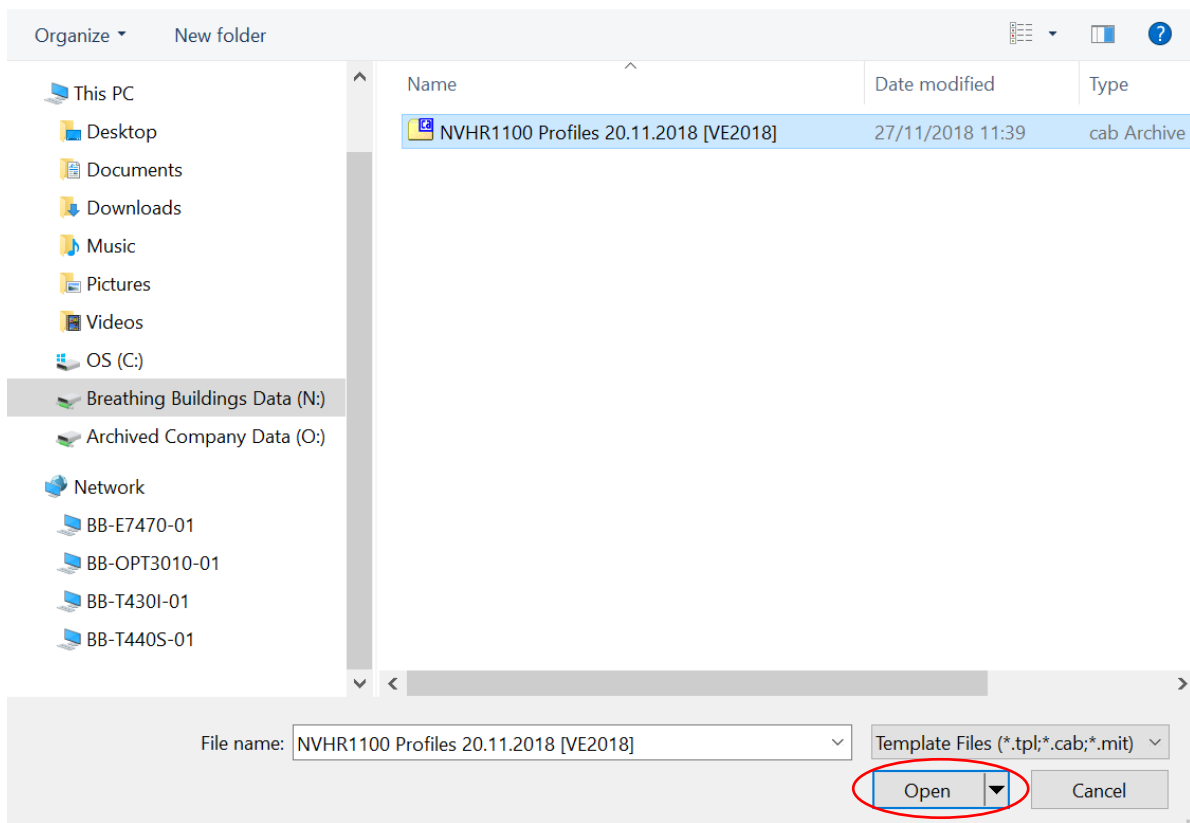 Organize New folder ?
This PC
Desktop
Documents
Downloads
Music
Pictures
Videos
OS (C:)
Breathing Buildings Data (N:)
Archived Company Data (O:)
Network
BB-E7470-01
BB-OPT3010-01
BB-T430I-01
BB-T440S-01
Name Date modified Type
NVHR1100 Profiles 20.11.2018 [VE2018] 27/11/2018 11:39 cab Archive
File name: NVHR1100 Profiles 20.11.2018 [VE2018] Template Files (*.tpl;*.cab;*.mit)
Open Cancel